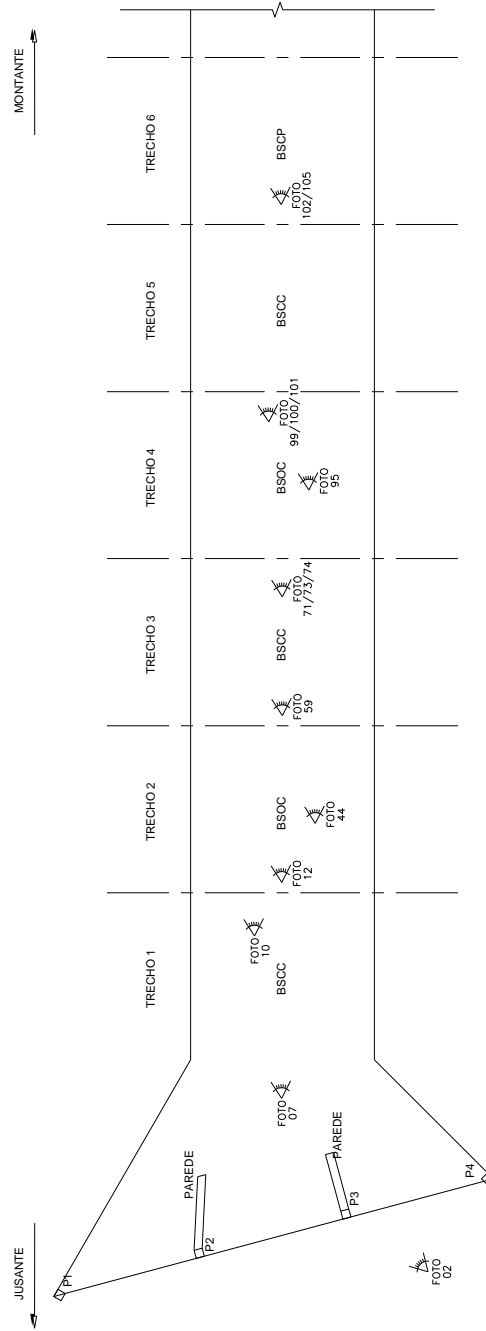 JUSANTE
MONTANTE
TRECHO 1
TRECHO 2
TRECHO 3
TRECHO 4
TRECHO 5
TRECHO 6
P1
PAREDE
P2
PAREDE
P3
P4
FOTO
02
FOTO
07
FOTO
10
BSCC
FOTO
12
BSOC
FOTO
44
FOTO
59
BSCC
FOTO
71/73/74
BSOC
FOTO
95
FOTO
99/100/101
BSCC
BSCP
FOTO
102/105